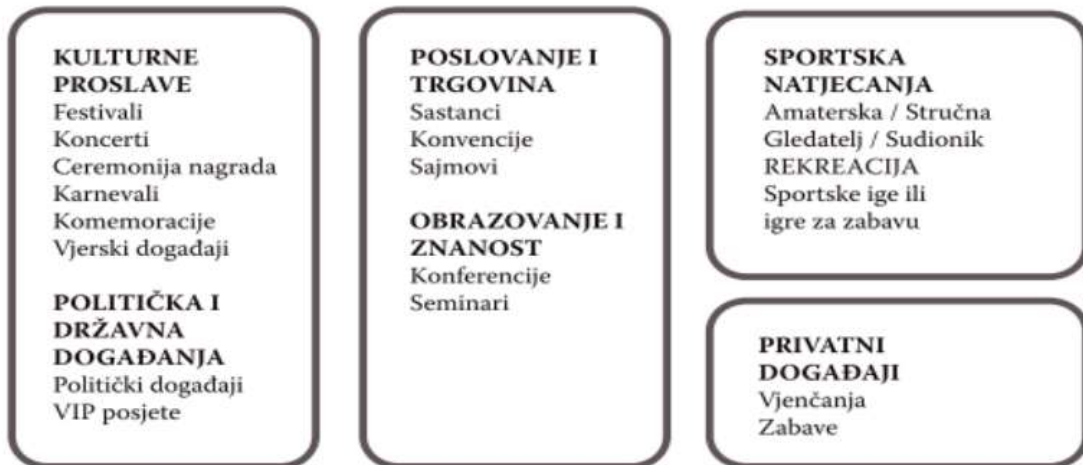 KULTURNE
PROSLAVE
Festivali
Koncerti
Ceremonija nagrada
Karnevali
Komemoracije
Vjerski događaji
POLITIČKA I
DRŽAVNA
DOGAĐANJA
Politički događaji
VIP posjete
POSLOVANJE I
TRGOVINA
Sastanci
Konvencije
Sajmovi
OBRAZOVANJE I
ZNANOST
Konferencije
Seminari
SPORTSKA
NATJECANJA
Amaterska / Stručna
Gledatelj / Sudionik
REKREACIJA
Sportske ige ili
igre za zabavu
PRIVATNI
DOGAĐAJI
Vjenčanja
Zabave